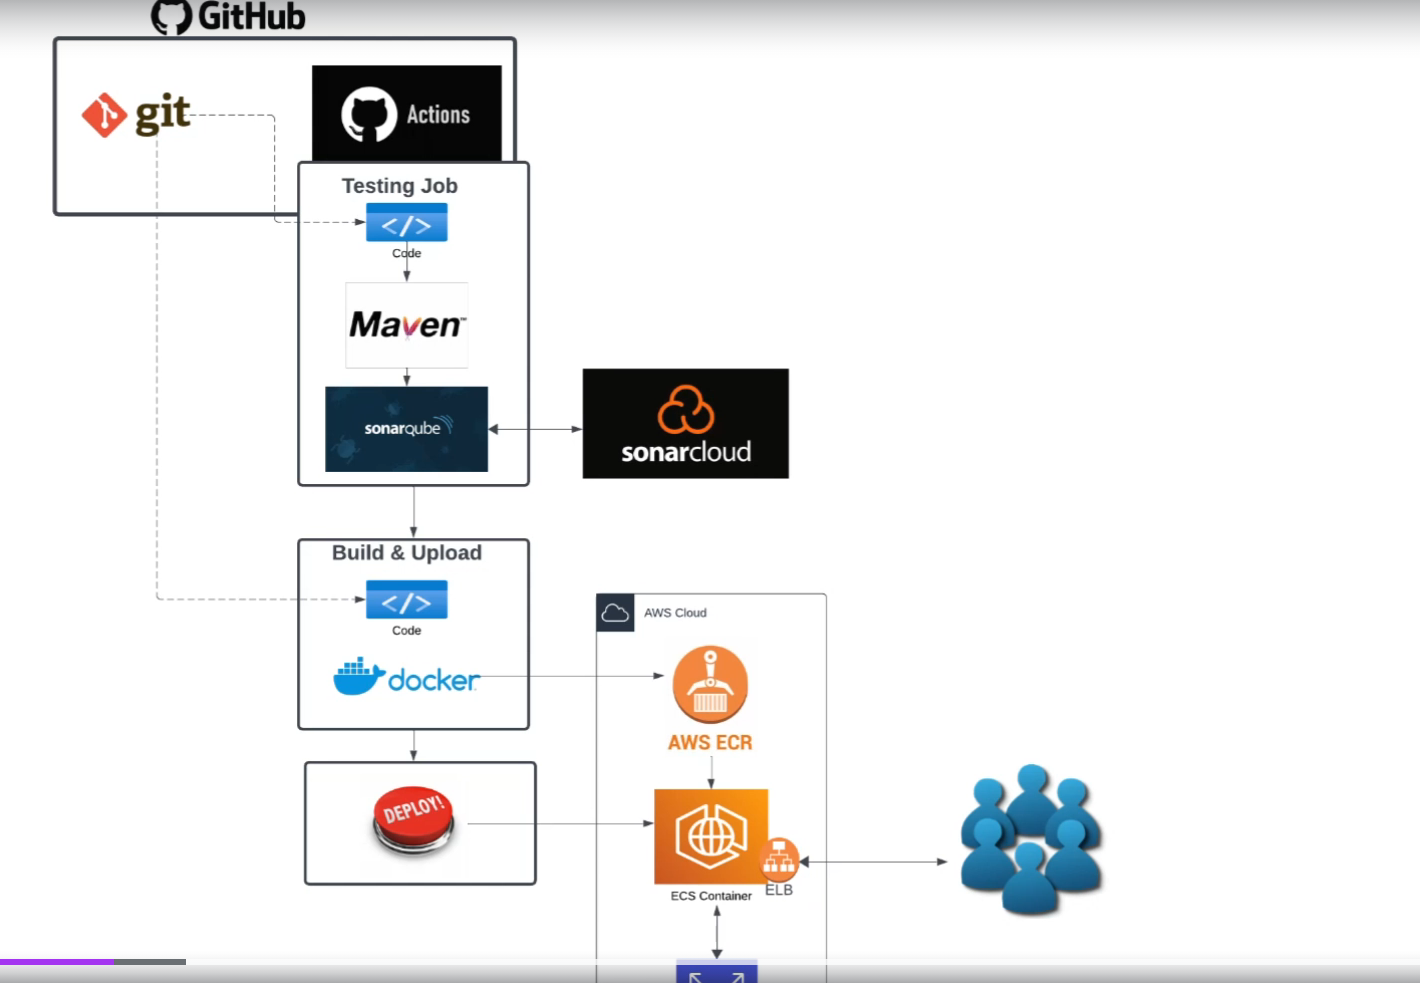 GitHub
git
Actions
Testing Job
</>
Code
Maven™
sonarqube
sonarcloud
Build & Upload
</>
Code
AWS Cloud
docker
AWS ECR
DEPLOY!
ECS Container
ELB